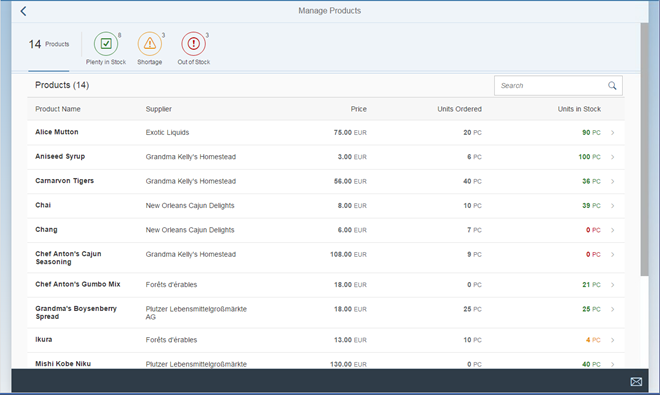 Manage Products
14 Products
8
3
3
Plenty in Stock
Shortage
Out of Stock
Products (14)
Search
Product Name Supplier Price Units Ordered Units in Stock
Alice Mutton Exotic Liquids 75.00 EUR 20 PC 90 PC
Aniseed Syrup Grandma Kelly's Homestead 3.00 EUR 6 PC 100 PC
Carnarvon Tigers Grandma Kelly's Homestead 56.00 EUR 40 PC 36 PC
Chai New Orleans Cajun Delights 8.00 EUR 10 PC 39 PC
Chang New Orleans Cajun Delights 6.00 EUR 7 PC 0 PC
Chef Anton's Cajun Grandma Kelly's Homestead 108.00 EUR 9 PC 0 PC
Seasoning
Chef Anton's Gumbo Mix Forêts d'érables 18.00 EUR 0 PC 21 PC
Grandma's Boysenberry Plutzer Lebensmittelgroßmärkte 18.00 EUR 25 PC 25 PC
Spread AG
Ikura Forêts d'érables 13.00 EUR 10 PC 4 PC
Mishi Kobe Niku Plutzer Lebensmittelgroßmärkte 130.00 EUR 0 PC 40 PC